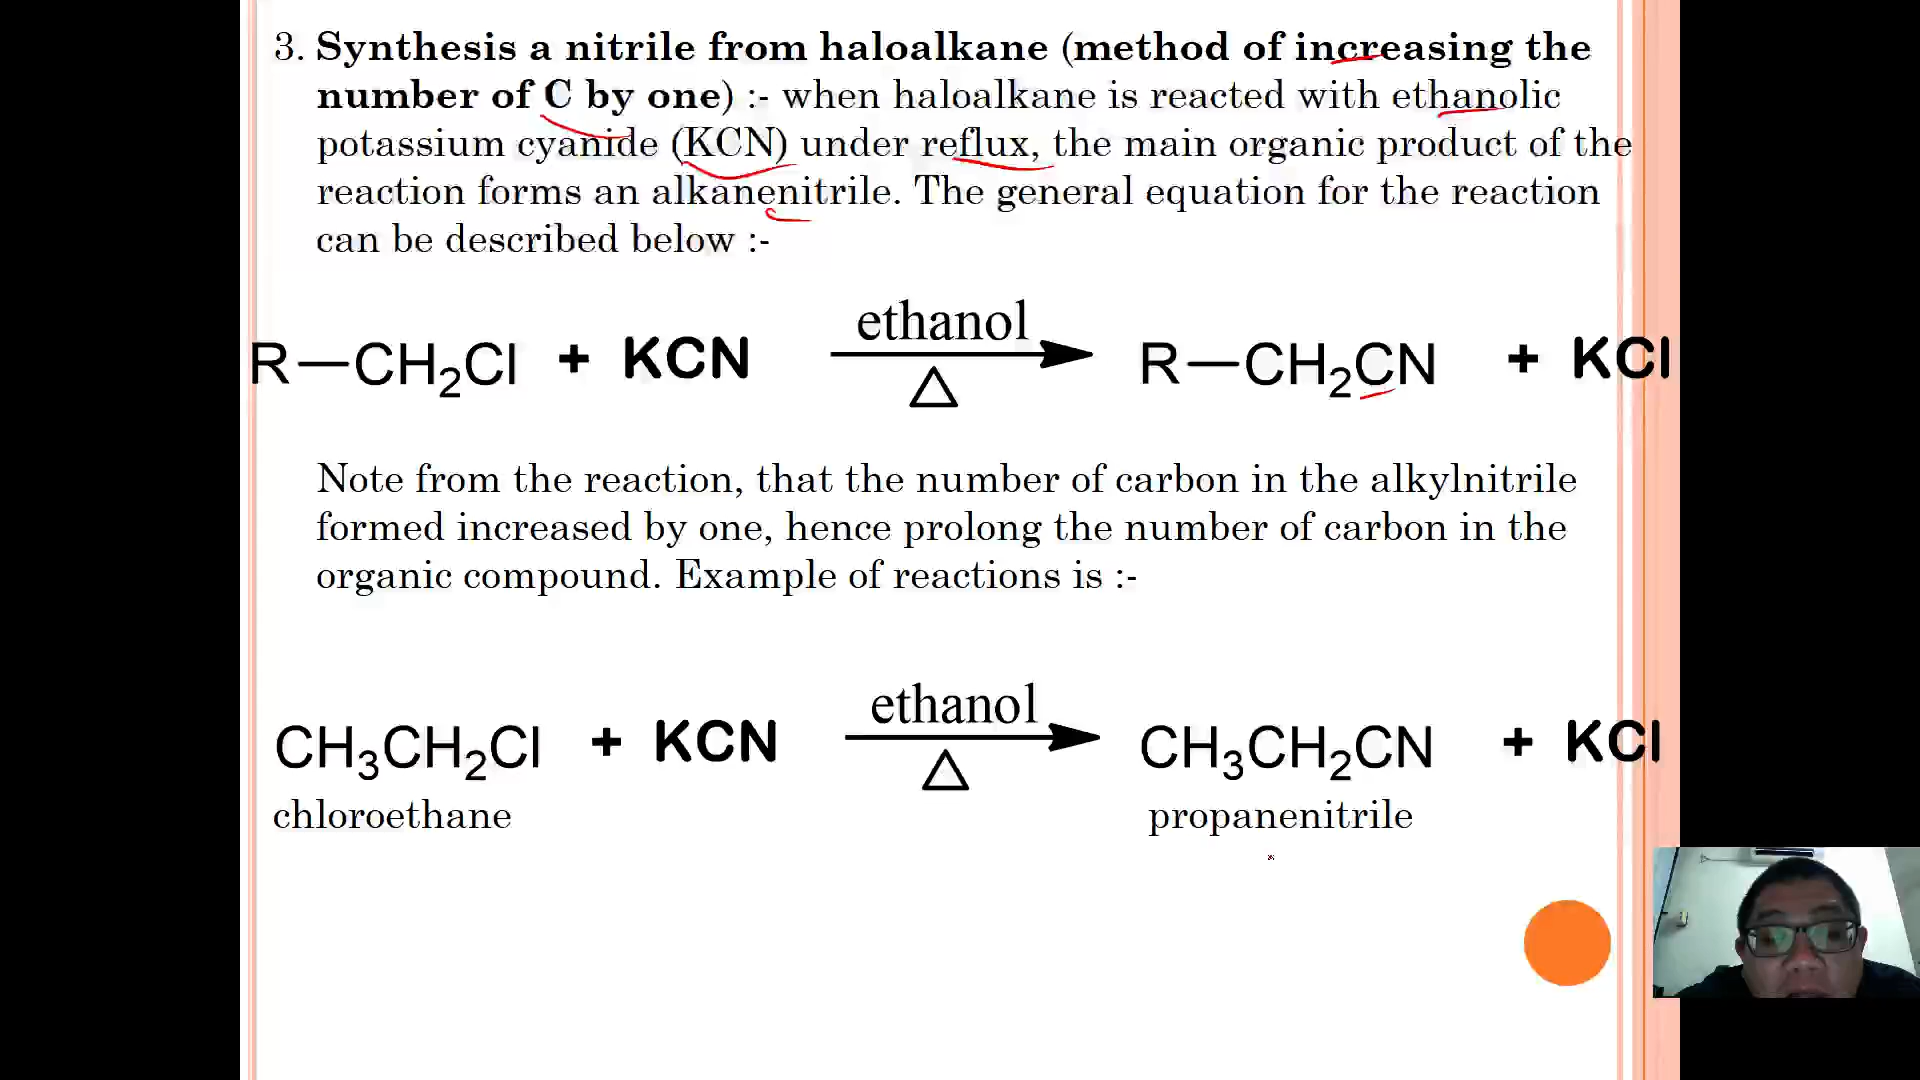 3. Synthesis a nitrile from haloalkane (method of increasing the
number of C by one) :- when haloalkane is reacted with ethanolic
potassium cyanide (KCN) under reflux, the main organic product of the
reaction forms an alkanenitrile. The general equation for the reaction
can be described below :-
ethanol
R—CH₂Cl + KCN △ R—CH₂CN + KCl
Note from the reaction, that the number of carbon in the alkylnitrile
formed increased by one, hence prolong the number of carbon in the
organic compound. Example of reactions is :-
ethanol
CH₃CH₂Cl + KCN △ CH₃CH₂CN + KCl
chloroethane propanenitrile